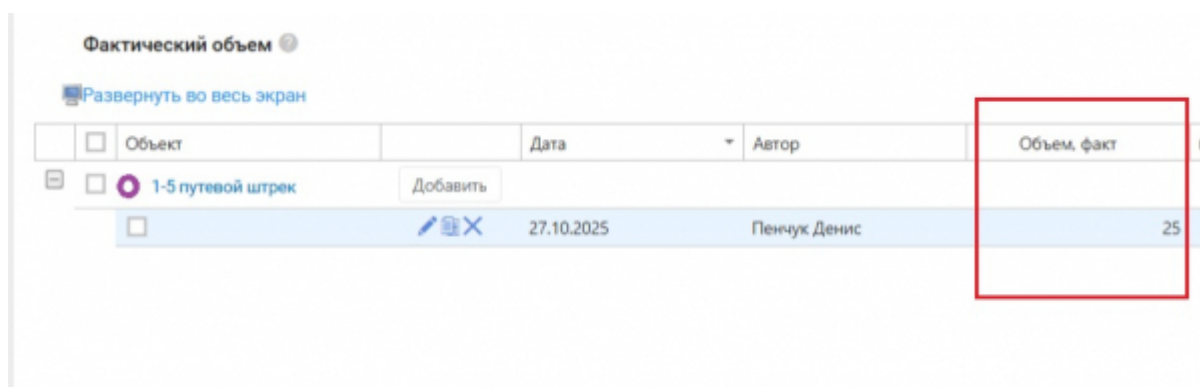 Фактический объем
Развернуть во весь экран
Объект Дата Автор Объем, факт
1-5 путевой штрек Добавить
27.10.2025 Пенчук Денис 25